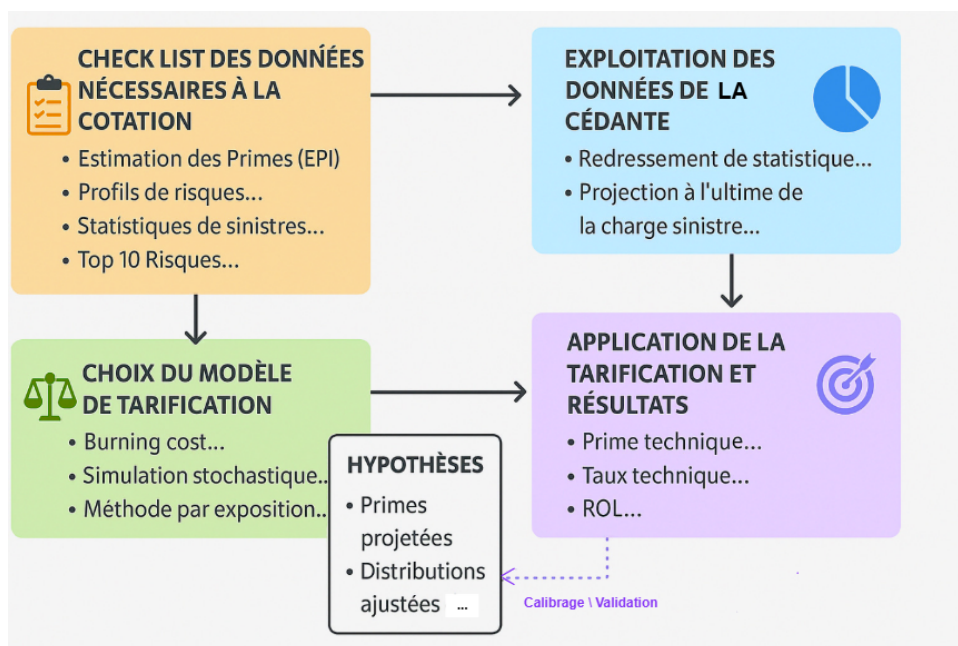 CHECK LIST DES DONNÉES
NÉCESSAIRES À LA
COTATION
• Estimation des Primes (EPI)
• Profils de risques...
• Statistiques de sinistres...
• Top 10 Risques...
EXPLOITATION DES
DONNÉES DE LA
CÉDANTE
• Redressement de statistique...
• Projection à l'ultime de
la charge sinistre...
CHOIX DU MODÈLE
DE TARIFICATION
• Burning cost...
• Simulation stochastique..
• Méthode par exposition..
HYPOTHÈSES
• Primes
projetées
• Distributions
ajustées ...
APPLICATION DE LA
TARIFICATION ET
RÉSULTATS
• Prime technique...
• Taux technique...
• ROL...
Calibrage \ Validation